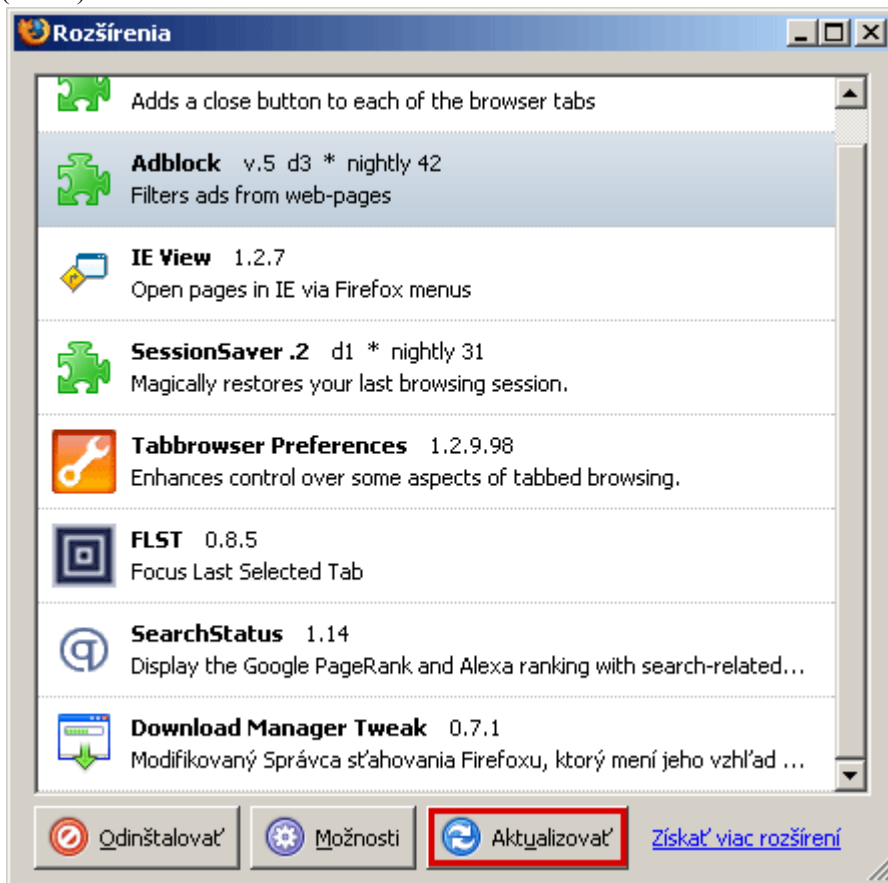 Rozšírenia
Adds a close button to each of the browser tabs
Adblock v.5 d3 * nightly 42
Filters ads from web-pages
IE View 1.2.7
Open pages in IE via Firefox menus
SessionSaver .2 d1 * nightly 31
Magically restores your last browsing session.
Tabbrowser Preferences 1.2.9.98
Enhances control over some aspects of tabbed browsing.
FLST 0.8.5
Focus Last Selected Tab
SearchStatus 1.14
Display the Google PageRank and Alexa ranking with search-related...
Download Manager Tweak 0.7.1
Modifikovaný Správca sťahovania Firefoxu, ktorý mení jeho vzhľad ...
Odinštalovať Možnosti Aktualizovať Získať viac rozšírení